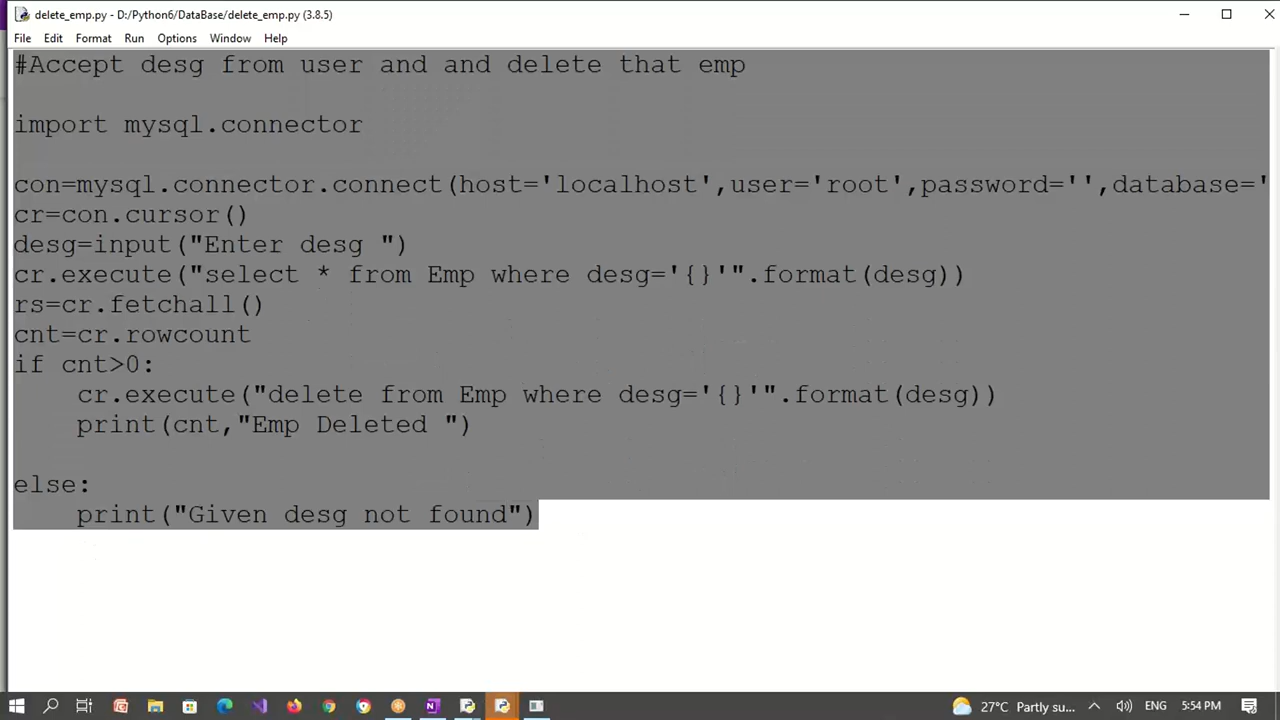 delete_emp.py - D:/Python6/DataBase/delete_emp.py (3.8.5)
File Edit Format Run Options Window Help
#Accept desg from user and and delete that emp
import mysql.connector
con=mysql.connector.connect(host='localhost',user='root',password='',database='
cr=con.cursor()
desg=input("Enter desg ")
cr.execute("select * from Emp where desg='{}'".format(desg))
rs=cr.fetchall()
cnt=cr.rowcount
if cnt>0:
    cr.execute("delete from Emp where desg='{}'".format(desg))
    print(cnt,"Emp Deleted ")
else:
    print("Given desg not found")
27°C Partly su... ENG 5:54 PM